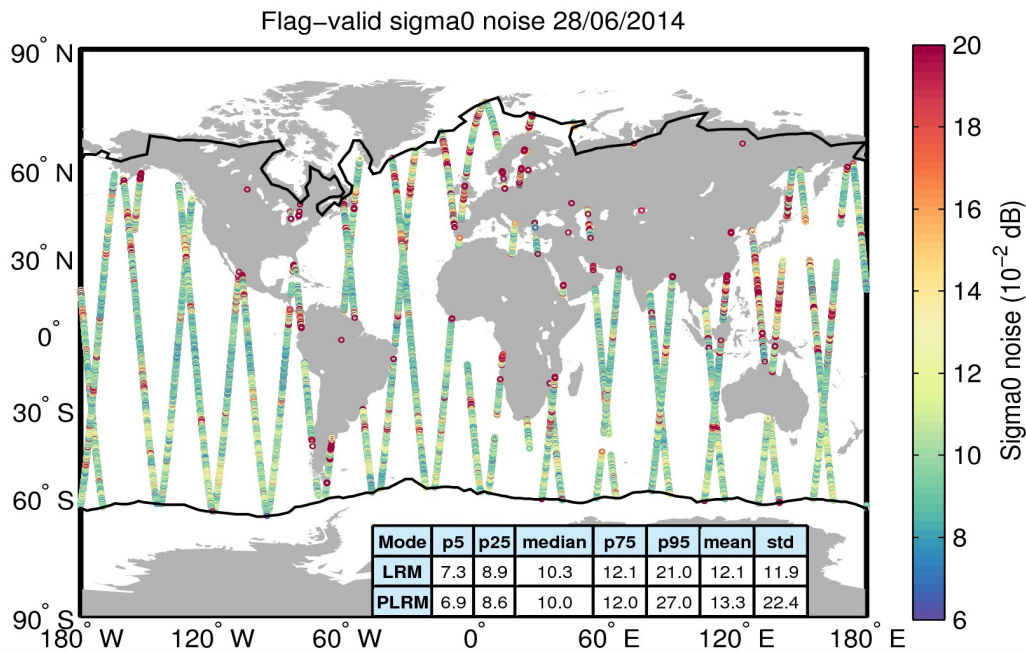 Flag−valid sigma0 noise 28/06/2014
90° N
60° N
30° N
0°
30° S
60° S
90° S
180° W
120° W
60° W
0°
60° E
120° E
180° E
Mode p5 p25 median p75 p95 mean std
LRM 7.3 8.9 10.3 12.1 21.0 12.1 11.9
PLRM 6.9 8.6 10.0 12.0 27.0 13.3 22.4
20
18
16
14
12
10
8
6
Sigma0 noise (10⁻² dB)